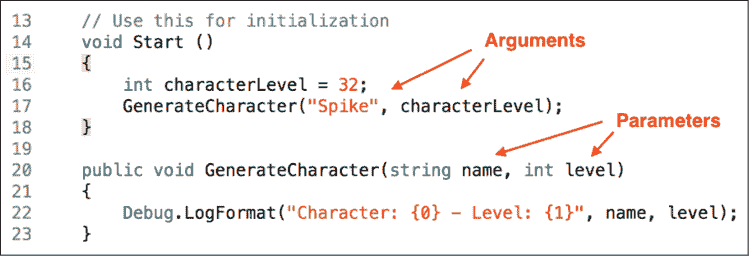 13 // Use this for initialization
14 void Start ()
15 {
Arguments
16 int characterLevel = 32;
17 GenerateCharacter("Spike", characterLevel);
18 }
Parameters
19
20 public void GenerateCharacter(string name, int level)
21 {
22 Debug.LogFormat("Character: {0} – Level: {1}", name, level);
23 }